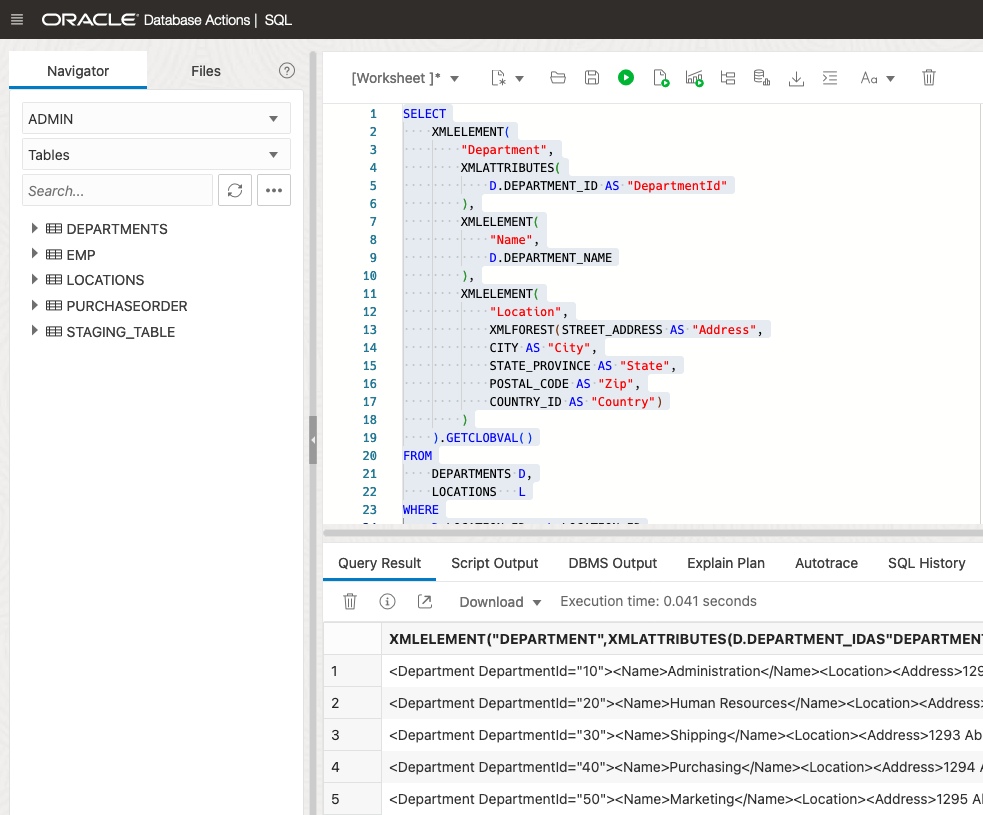 ORACLE Database Actions | SQL
Navigator Files
[Worksheet ]*
Aa
ADMIN
Tables
Search...
DEPARTMENTS
EMP
LOCATIONS
PURCHASEORDER
STAGING_TABLE
1 SELECT
2 XMLELEMENT(
3 "Department",
4 XMLATTRIBUTES(
5 D.DEPARTMENT_ID AS "DepartmentId"
6 ),
7 XMLELEMENT(
8 "Name",
9 D.DEPARTMENT_NAME
10 ),
11 XMLELEMENT(
12 "Location",
13 XMLFOREST(STREET_ADDRESS AS "Address",
14 CITY AS "City",
15 STATE_PROVINCE AS "State",
16 POSTAL_CODE AS "Zip",
17 COUNTRY_ID AS "Country")
18 )
19 ).GETCLOBVAL()
20 FROM
21 DEPARTMENTS D,
22 LOCATIONS L
23 WHERE
Query Result Script Output DBMS Output Explain Plan Autotrace SQL History
Download Execution time: 0.041 seconds
XMLELEMENT("DEPARTMENT",XMLATTRIBUTES(D.DEPARTMENT_IDAS"DEPARTMENT
1 <Department DepartmentId="10"><Name>Administration</Name><Location><Address>129
2 <Department DepartmentId="20"><Name>Human Resources</Name><Location><Address>
3 <Department DepartmentId="30"><Name>Shipping</Name><Location><Address>1293 Ab
4 <Department DepartmentId="40"><Name>Purchasing</Name><Location><Address>1294 A
5 <Department DepartmentId="50"><Name>Marketing</Name><Location><Address>1295 A